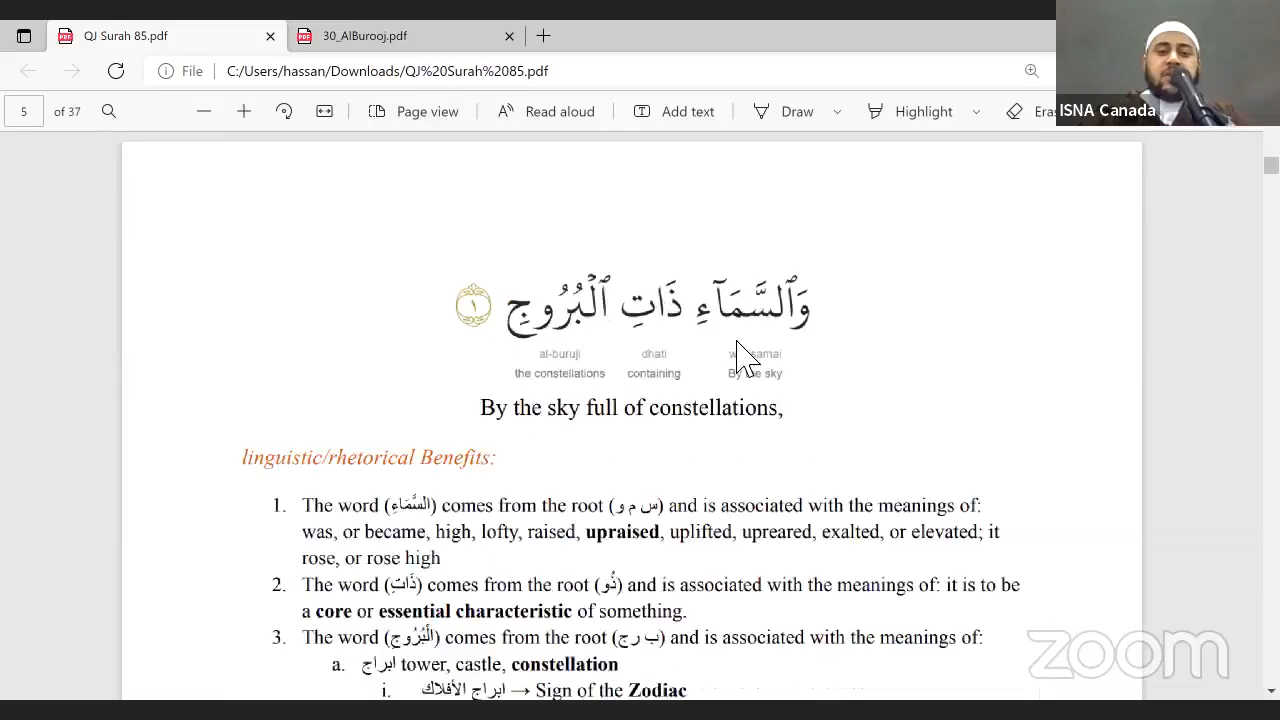 QJ Surah 85.pdf
30_AlBurooj.pdf
File C:/Users/hassan/Downloads/QJ%20Surah%2085.pdf
5 of 37 Page view Read aloud Add text Draw Highlight
ISNA Canada
وَٱلسَّمَآءِ ذَاتِ ٱلْبُرُوجِ ١
al-buruji dhati
the constellations containing By the sky
By the sky full of constellations,
linguistic/rhetorical Benefits:
1. The word (السَّمَاءِ) comes from the root (س م و) and is associated with the meanings of:
was, or became, high, lofty, raised, upraised, uplifted, upreared, exalted, or elevated; it
rose, or rose high
2. The word (ذَاتِ) comes from the root (ذُو) and is associated with the meanings of: it is to be
a core or essential characteristic of something.
3. The word (الْبُرُوجِ) comes from the root (ب ر ج) and is associated with the meanings of:
a. ابراج tower, castle, constellation
i. ابراج الأفلاك → Sign of the Zodiac
zoom